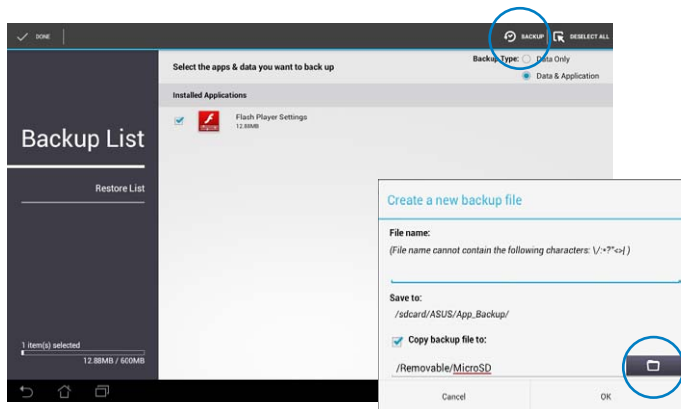 DONE
BACKUP
DESELECT ALL
Select the apps & data you want to back up
Backup Type:
Data Only
Data & Application
Installed Applications
Flash Player Settings
12.88MB
Backup List
Restore List
1 item(s) selected
12.88MB / 600MB
Create a new backup file
File name:
(File name cannot contain the following characters: \/:*?"<>| )
Save to:
/sdcard/ASUS/App_Backup/
Copy backup file to:
/Removable/MicroSD
Cancel
OK